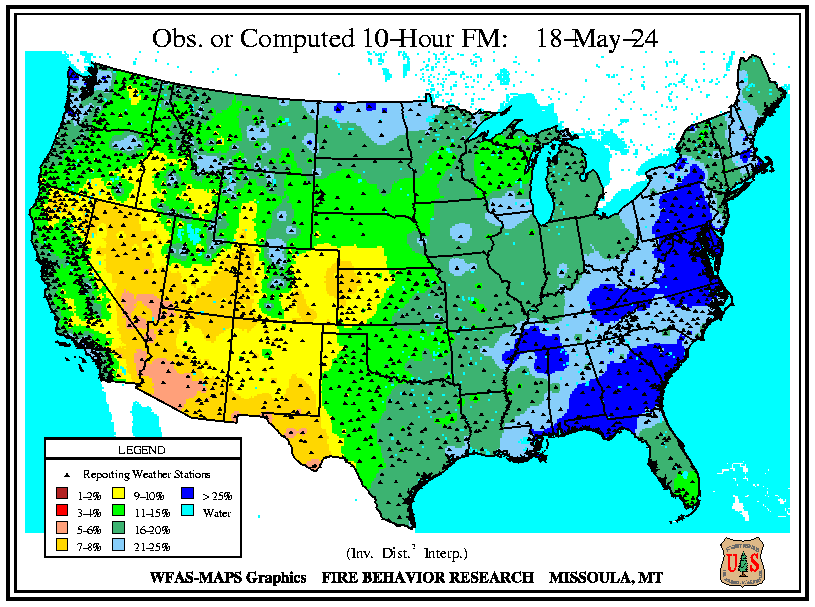 Obs. or Computed 10-Hour FM: 18-May-24
LEGEND
Reporting Weather Stations
1-2%
3-4%
5-6%
7-8%
9-10%
11-15%
16-20%
21-25%
> 25%
Water
(Inv. Dist.² Interp.)
WFAS-MAPS Graphics FIRE BEHAVIOR RESEARCH MISSOULA, MT
U S